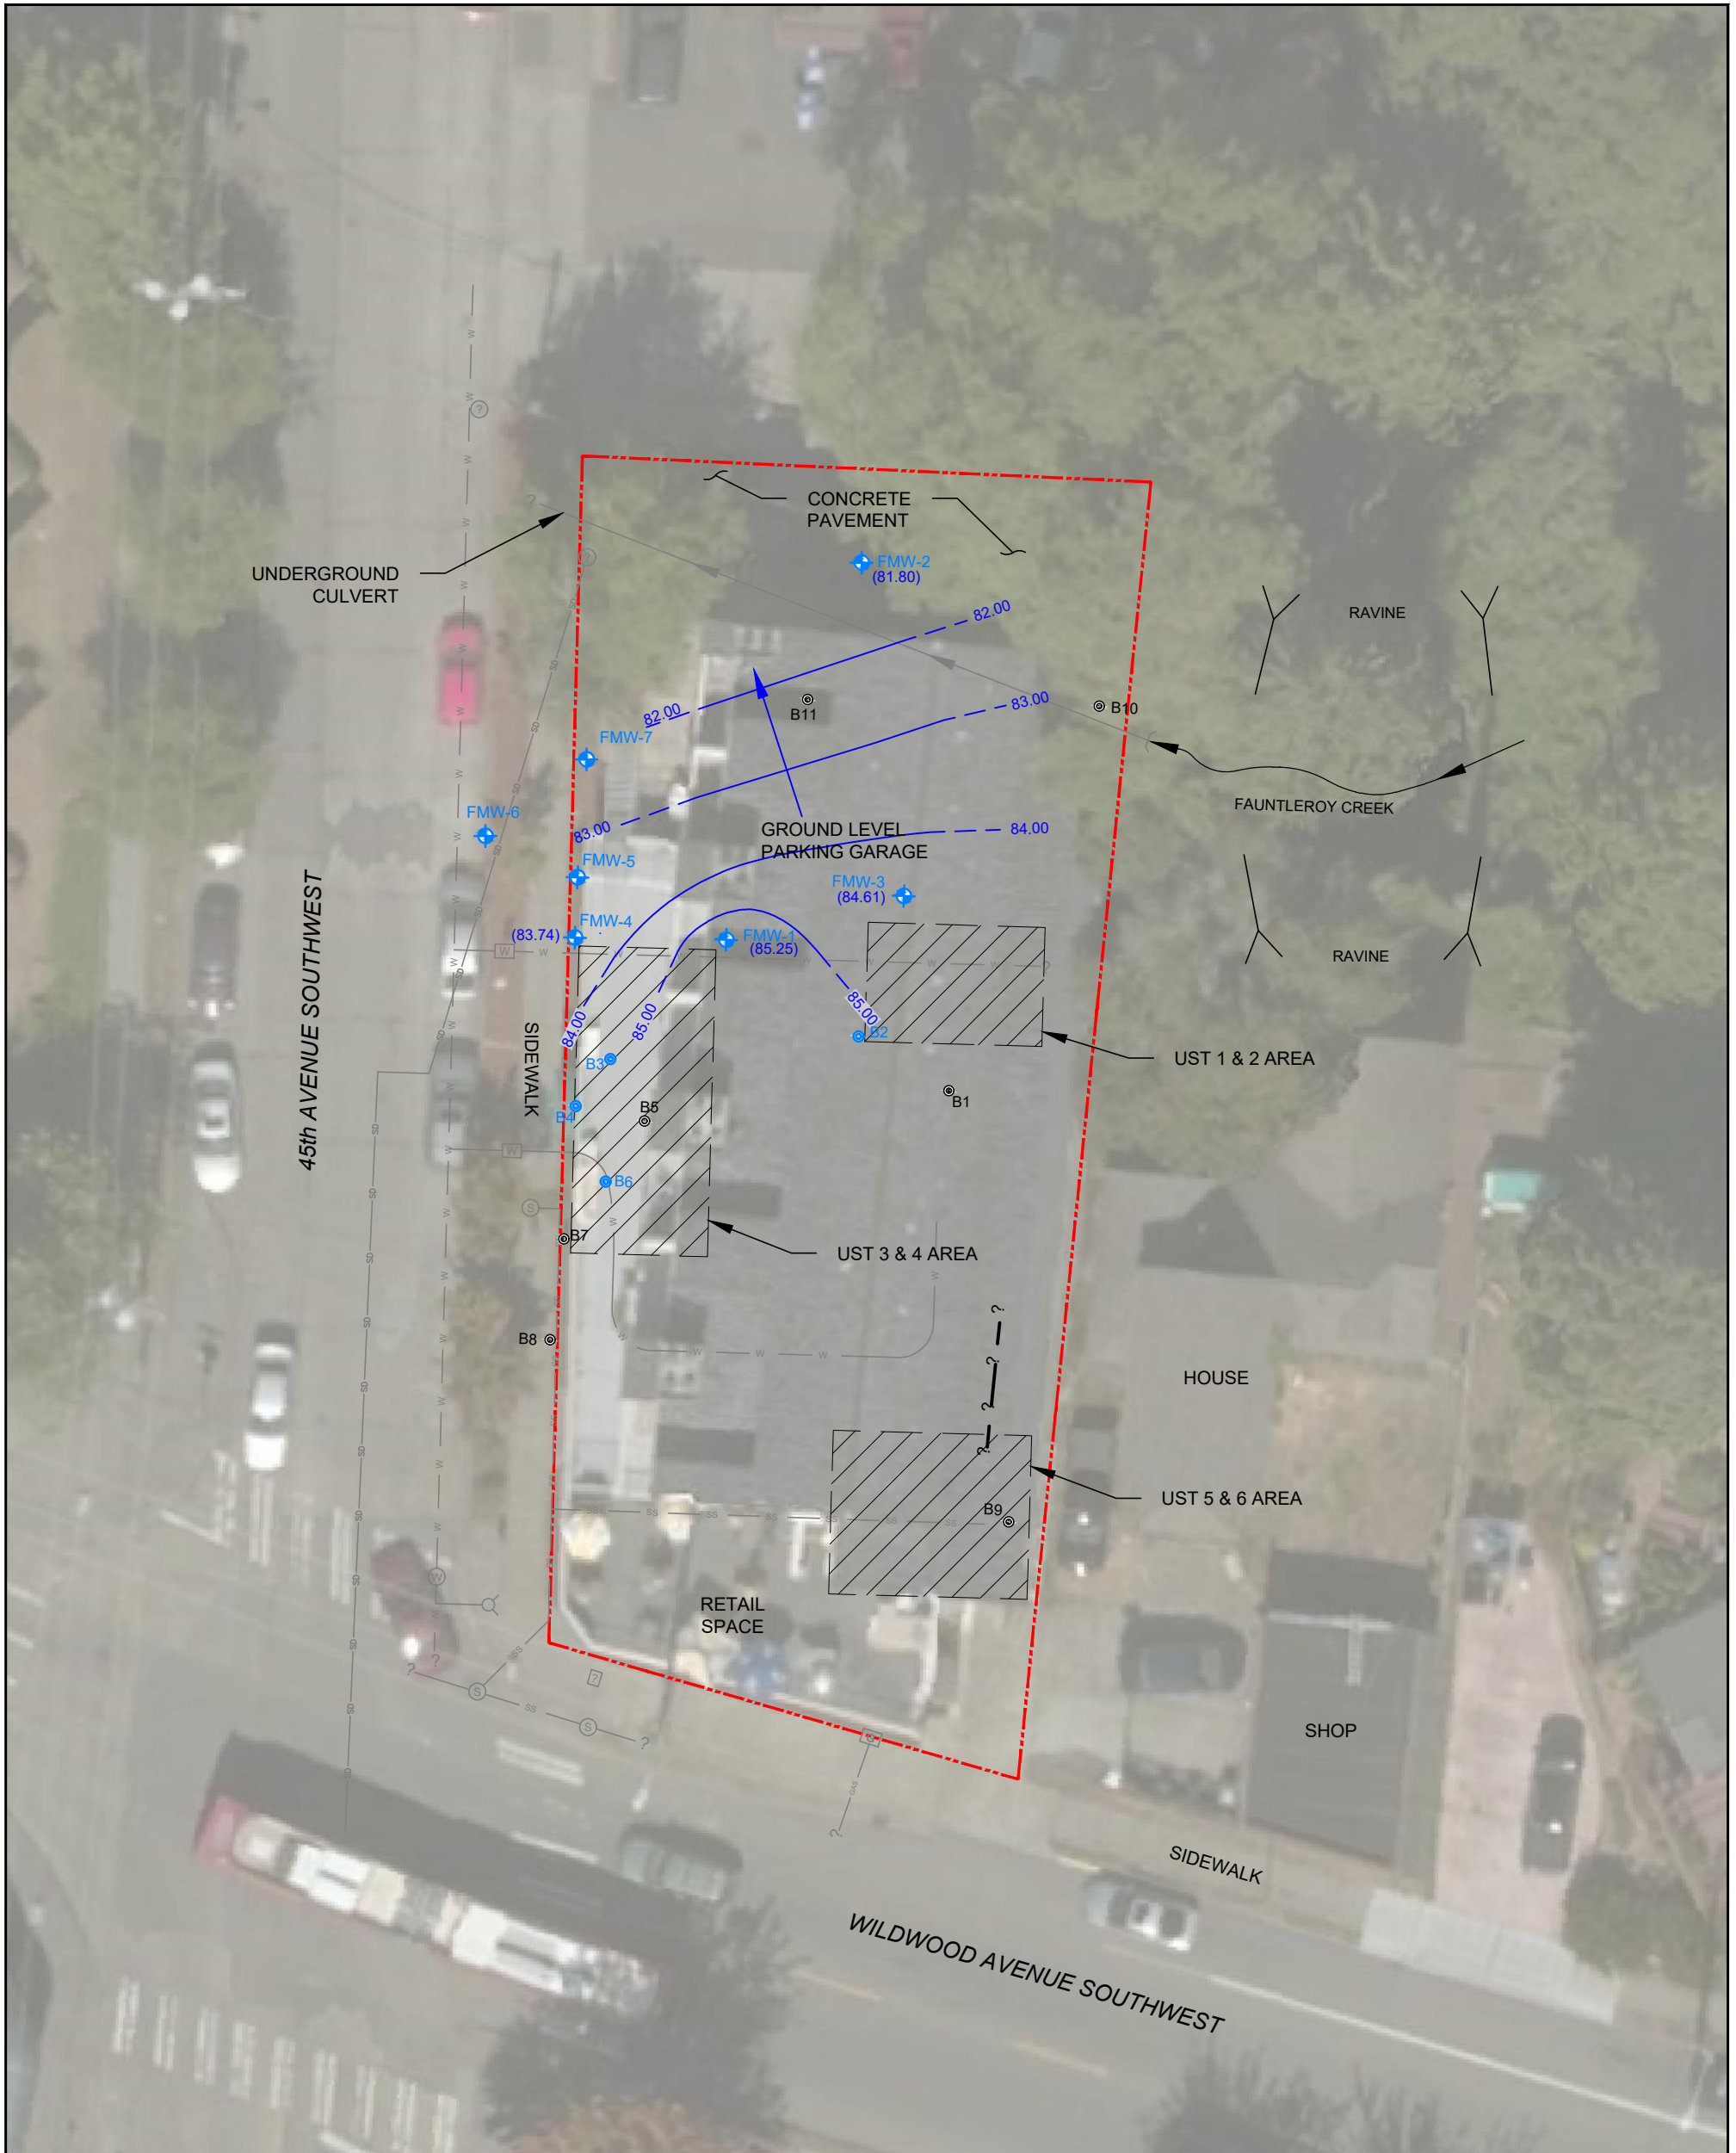 CONCRETE
PAVEMENT
UNDERGROUND
CULVERT
FMW-2
(81.80)
82.00
RAVINE
83.00
B10
82.00
B11
FMW-7
FAUNTLEROY CREEK
FMW-6
83.00
GROUND LEVEL
PARKING GARAGE
84.00
FMW-5
FMW-3
(84.61)
FMW-4
(83.74)
FMW-1
(85.25)
RAVINE
84.00
85.00
85.00
B2
45th AVENUE SOUTHWEST
SIDEWALK
B3
UST 1 & 2 AREA
B4
B5
B1
B6
B7
UST 3 & 4 AREA
B8
HOUSE
UST 5 & 6 AREA
B9
RETAIL
SPACE
SHOP
SIDEWALK
WILDWOOD AVENUE SOUTHWEST
W
SD
SS
GAS
S
?